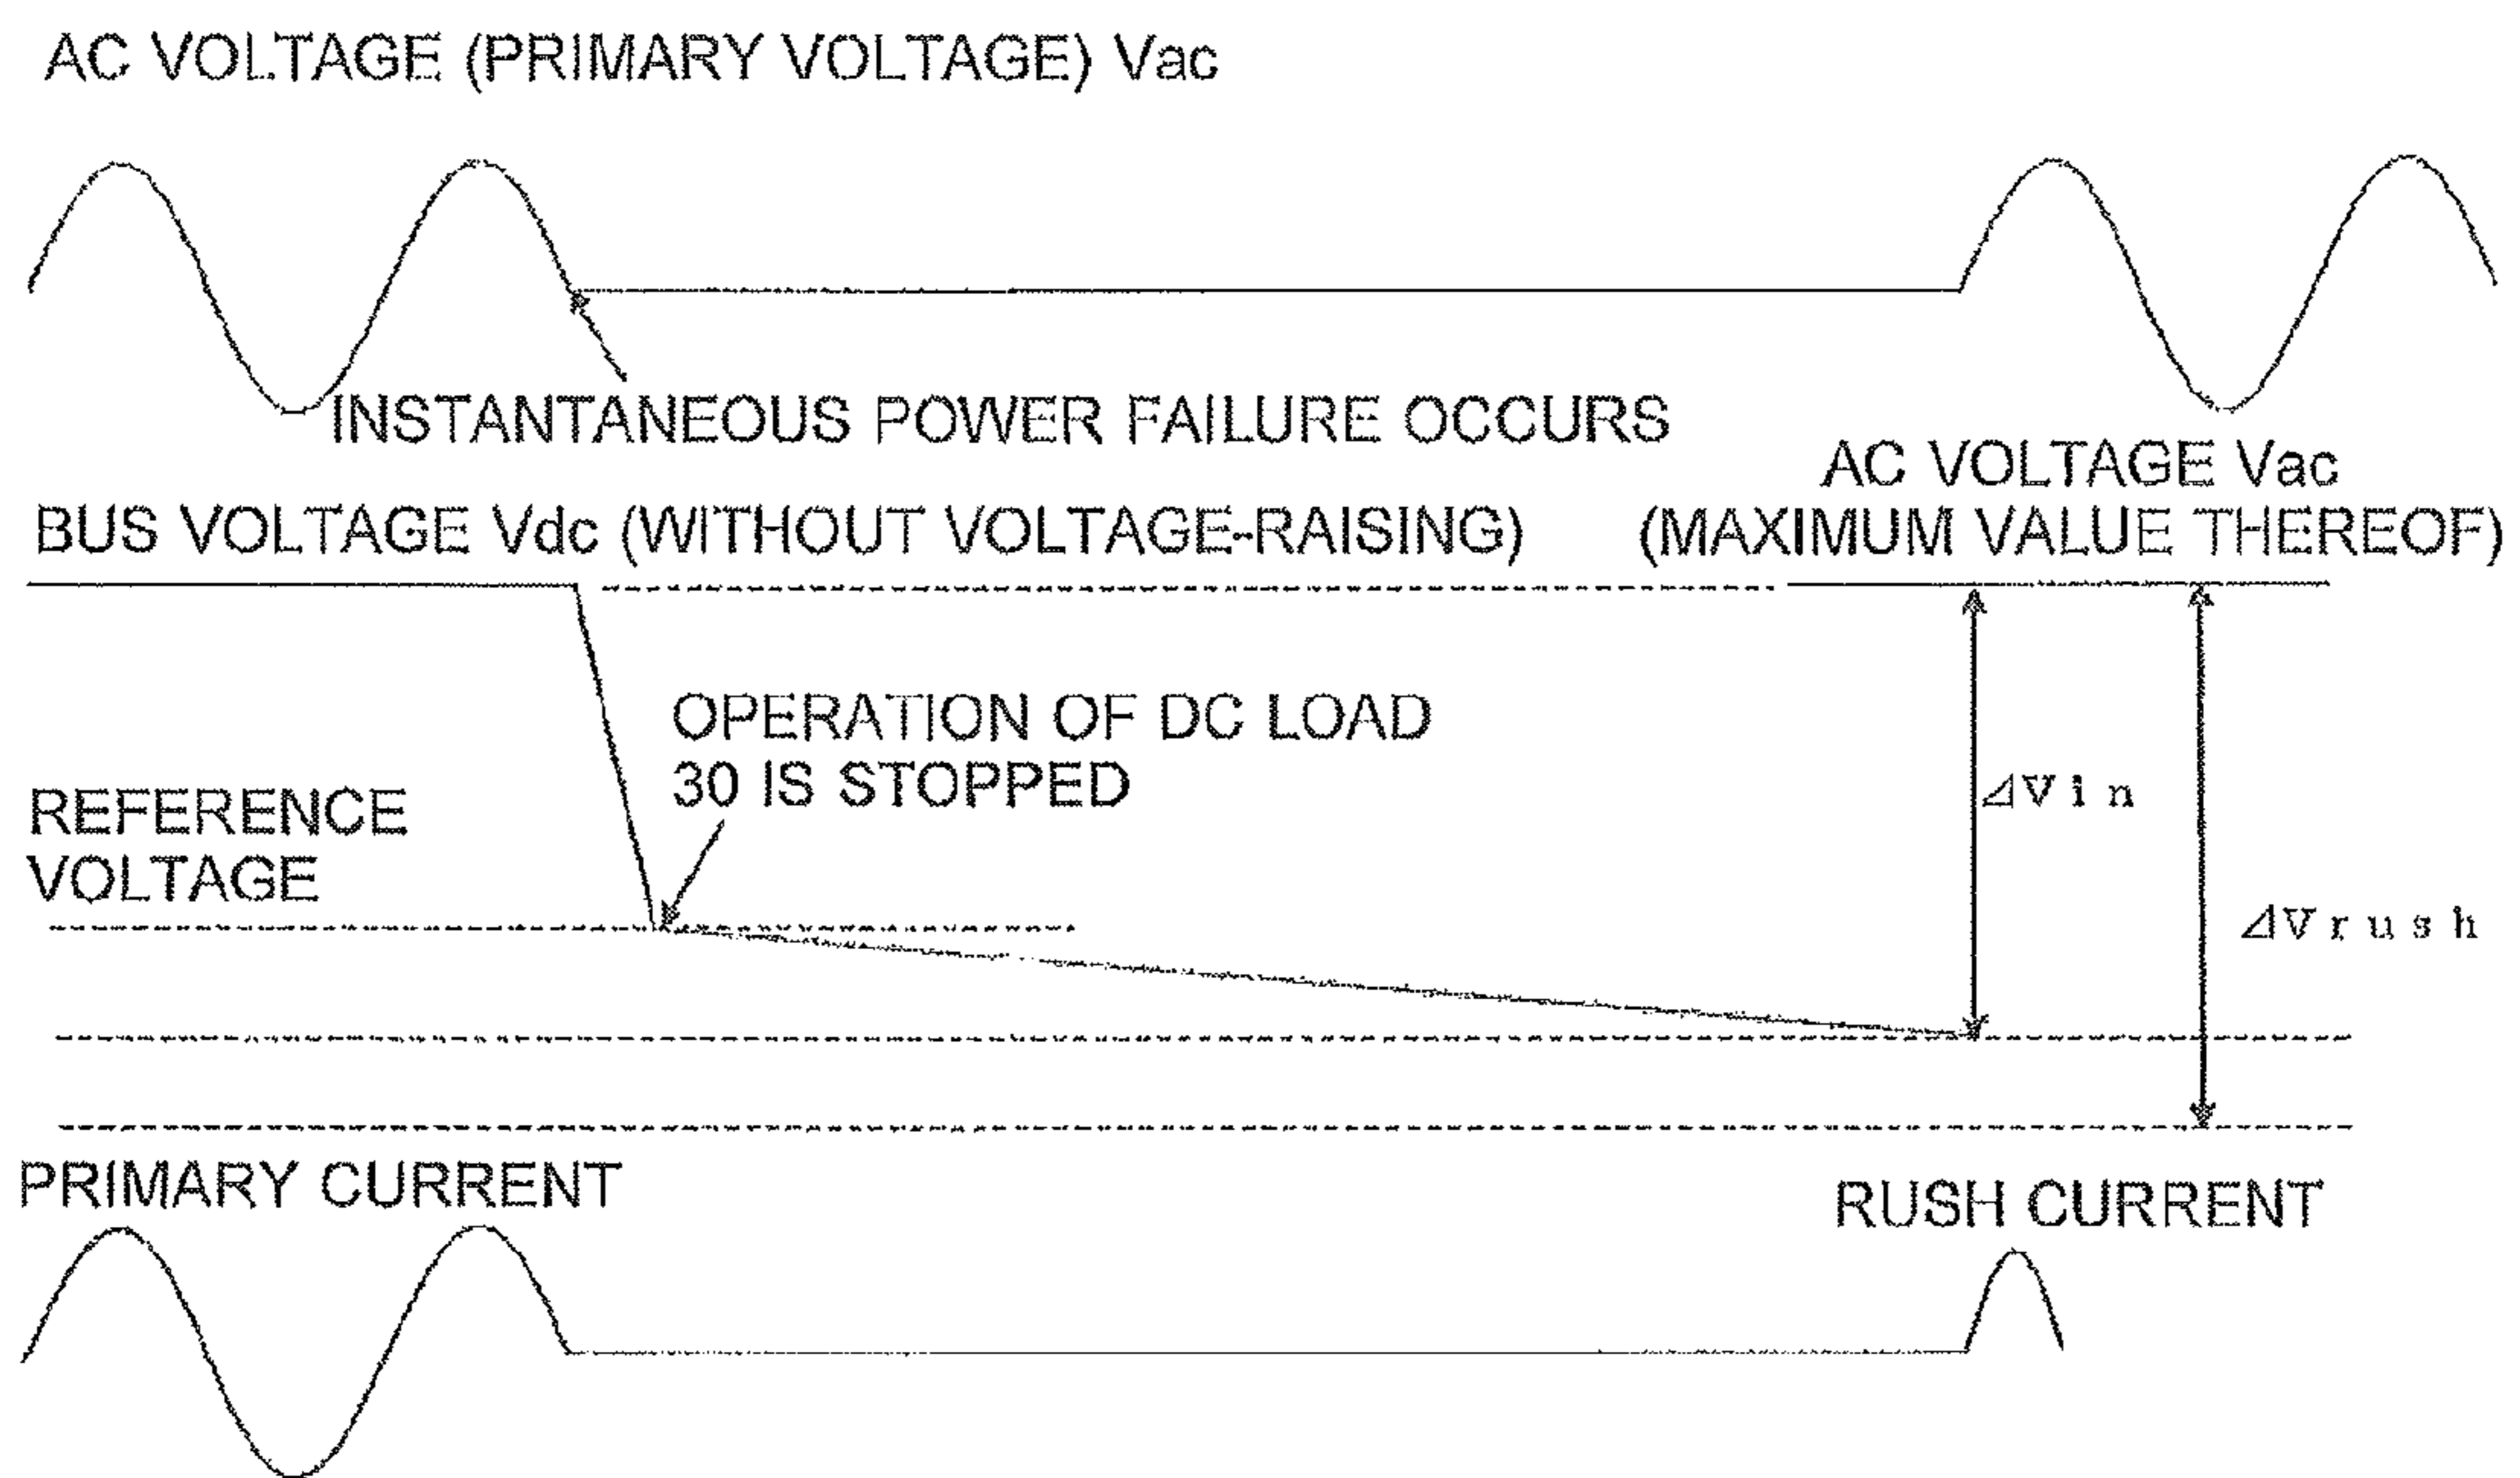 AC VOLTAGE (PRIMARY VOLTAGE) Vac
INSTANTANEOUS POWER FAILURE OCCURS
AC VOLTAGE Vac
(MAXIMUM VALUE THEREOF)
BUS VOLTAGE Vdc (WITHOUT VOLTAGE-RAISING)
OPERATION OF DC LOAD
30 IS STOPPED
⊿Vin
REFERENCE
VOLTAGE
⊿Vrush
PRIMARY CURRENT
RUSH CURRENT